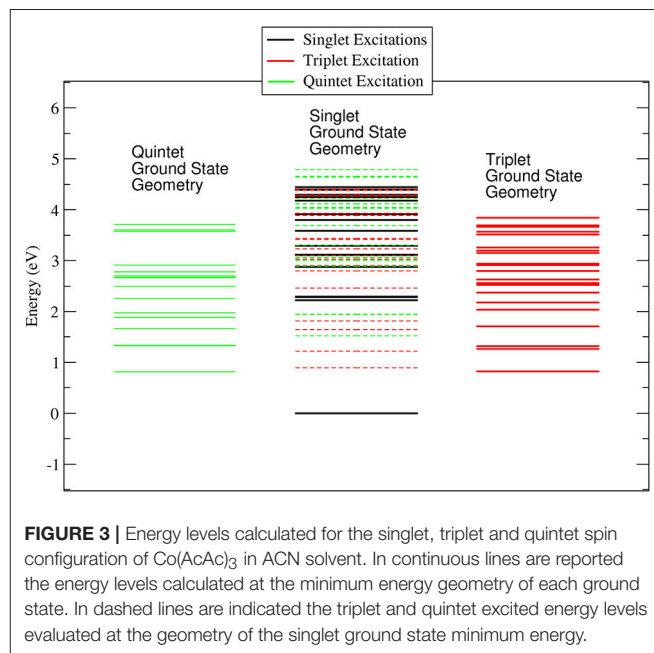 Singlet Excitations
Triplet Excitation
Quintet Excitation
6
5
4
3
2
1
0
-1
Energy (eV)
Quintet
Ground State
Geometry
Singlet
Ground State
Geometry
Triplet
Ground State
Geometry
FIGURE 3 | Energy levels calculated for the singlet, triplet and quintet spin
configuration of Co(AcAc)₃ in ACN solvent. In continuous lines are reported
the energy levels calculated at the minimum energy geometry of each ground
state. In dashed lines are indicated the triplet and quintet excited energy levels
evaluated at the geometry of the singlet ground state minimum energy.